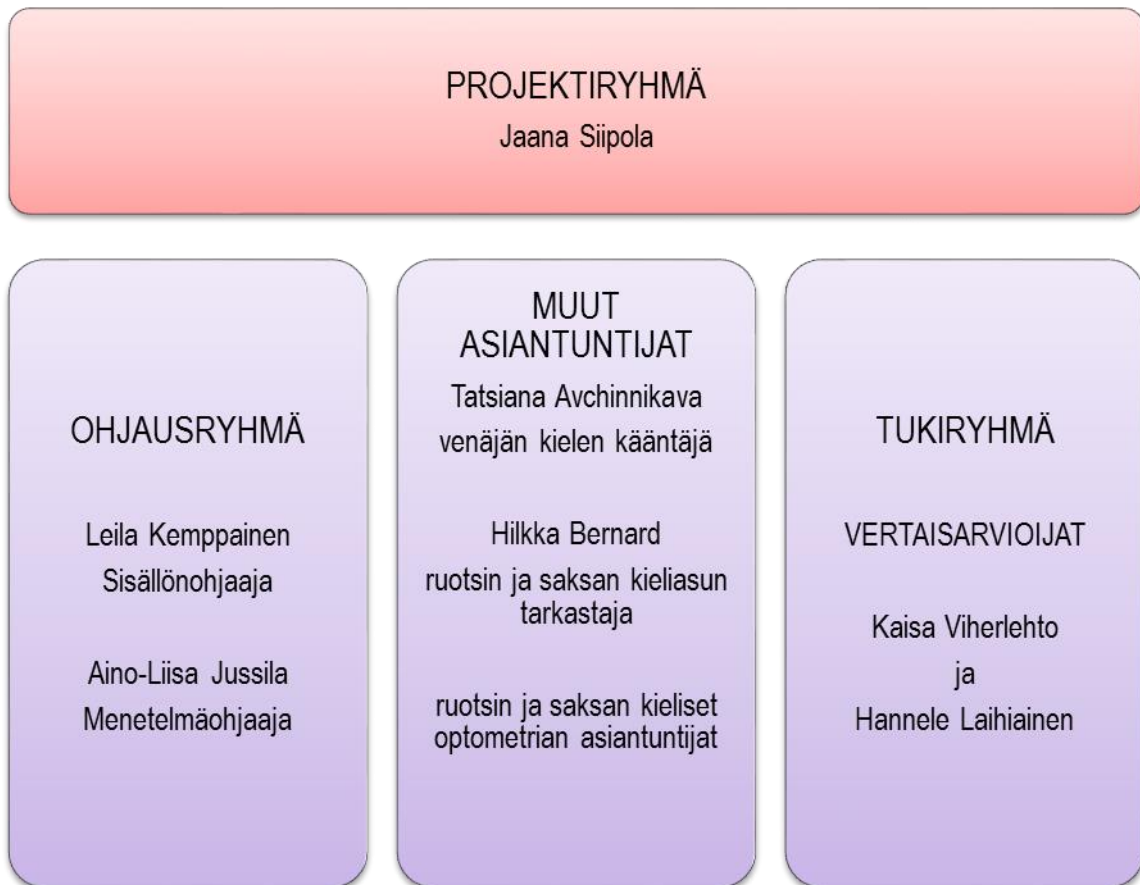 PROJEKTIRYHMÄ
Jaana Siipola
OHJAUSRYHMÄ
Leila Kemppainen
Sisällönohjaaja
Aino-Liisa Jussila
Menetelmäohjaaja
MUUT
ASIANTUNTIJAT
Tatsiana Avchinnikava
venäjän kielen kääntäjä
Hilkka Bernard
ruotsin ja saksan kieliasun
tarkastaja
ruotsin ja saksan kieliset
optometrian asiantuntijat
TUKIRYHMÄ
VERTAISARVIOIJAT
Kaisa Viherlehto
ja
Hannele Laihiainen